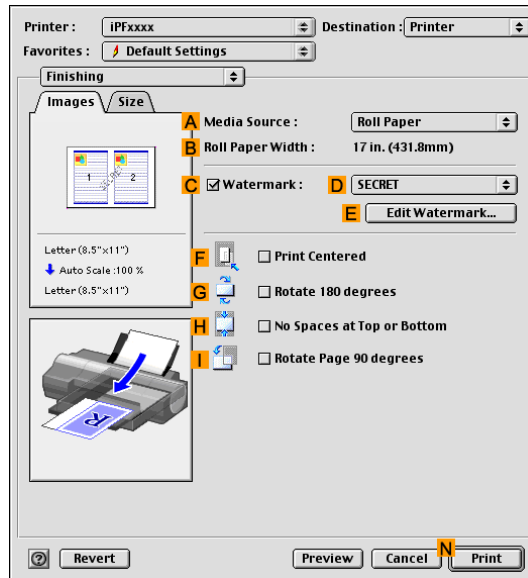 Printer : iPFxxxx Destination : Printer
Favorites : Default Settings
Finishing
Images Size
A Media Source : Roll Paper
B Roll Paper Width : 17 in. (431.8mm)
C Watermark : D SECRET
E Edit Watermark...
1 SECRET 2
Letter (8.5"x11")
Auto Scale :100 %
Letter (8.5"x11")
F Print Centered
G Rotate 180 degrees
H No Spaces at Top or Bottom
I Rotate Page 90 degrees
R
? Revert Preview Cancel N Print